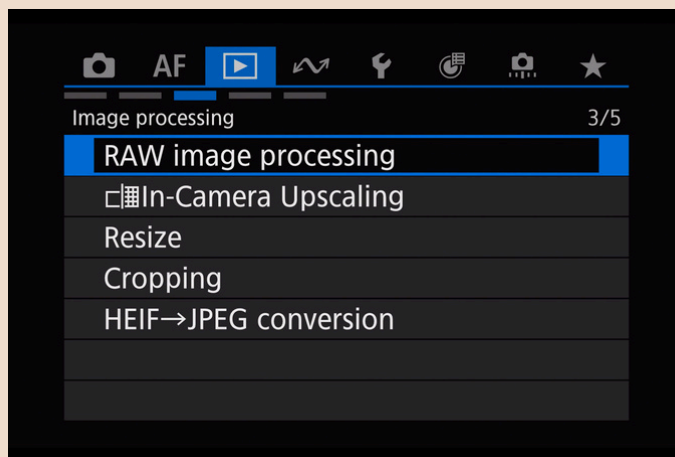 AF
Image processing 3/5
RAW image processing
In-Camera Upscaling
Resize
Cropping
HEIF→JPEG conversion